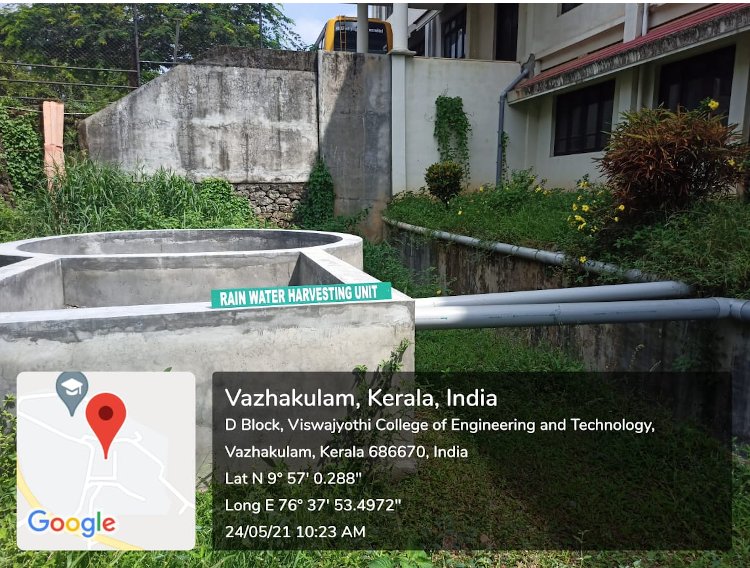 RAIN WATER HARVESTING UNIT
Vazhakulam, Kerala, India
D Block, Viswajyothi College of Engineering and Technology,
Vazhakulam, Kerala 686670, India
Lat N 9° 57' 0.288"
Long E 76° 37' 53.4972"
24/05/21 10:23 AM
Google